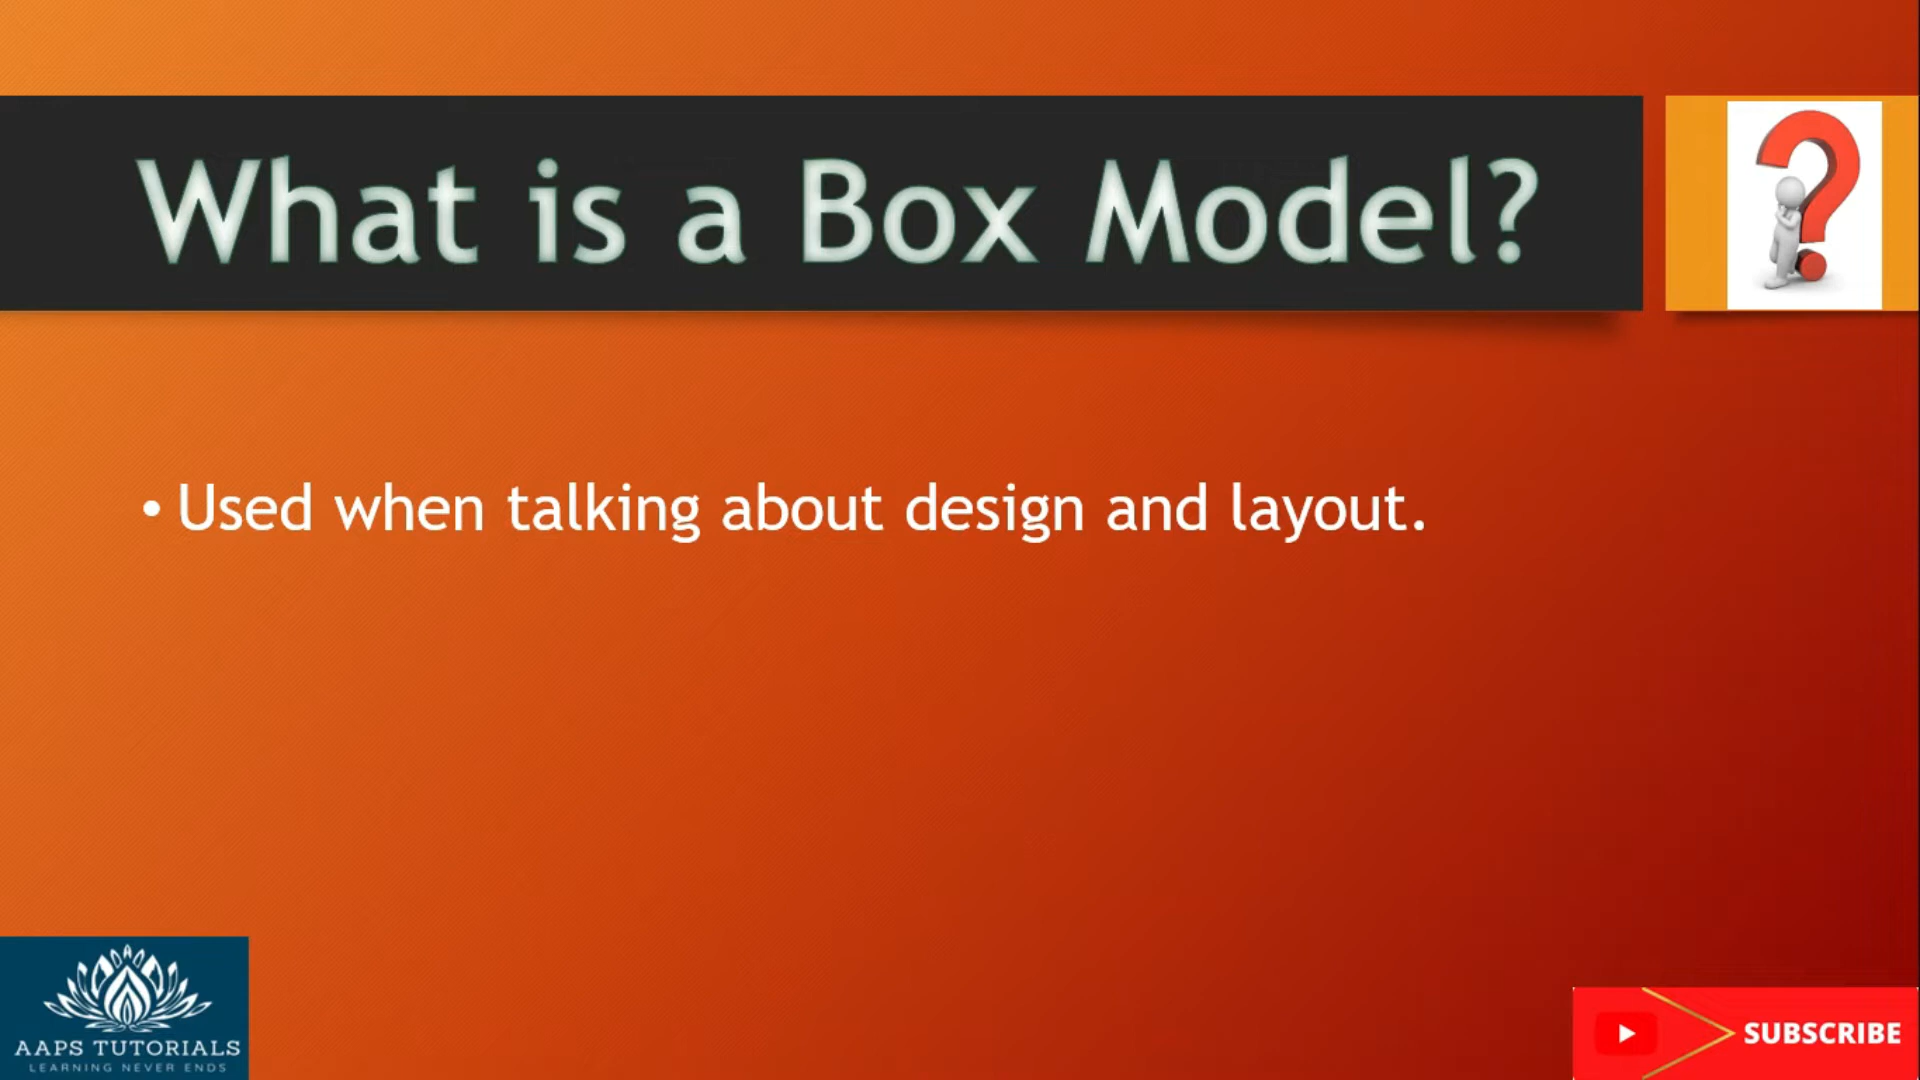 What is a Box Model?
• Used when talking about design and layout.
AAPS TUTORIALS
LEARNING NEVER ENDS
SUBSCRIBE